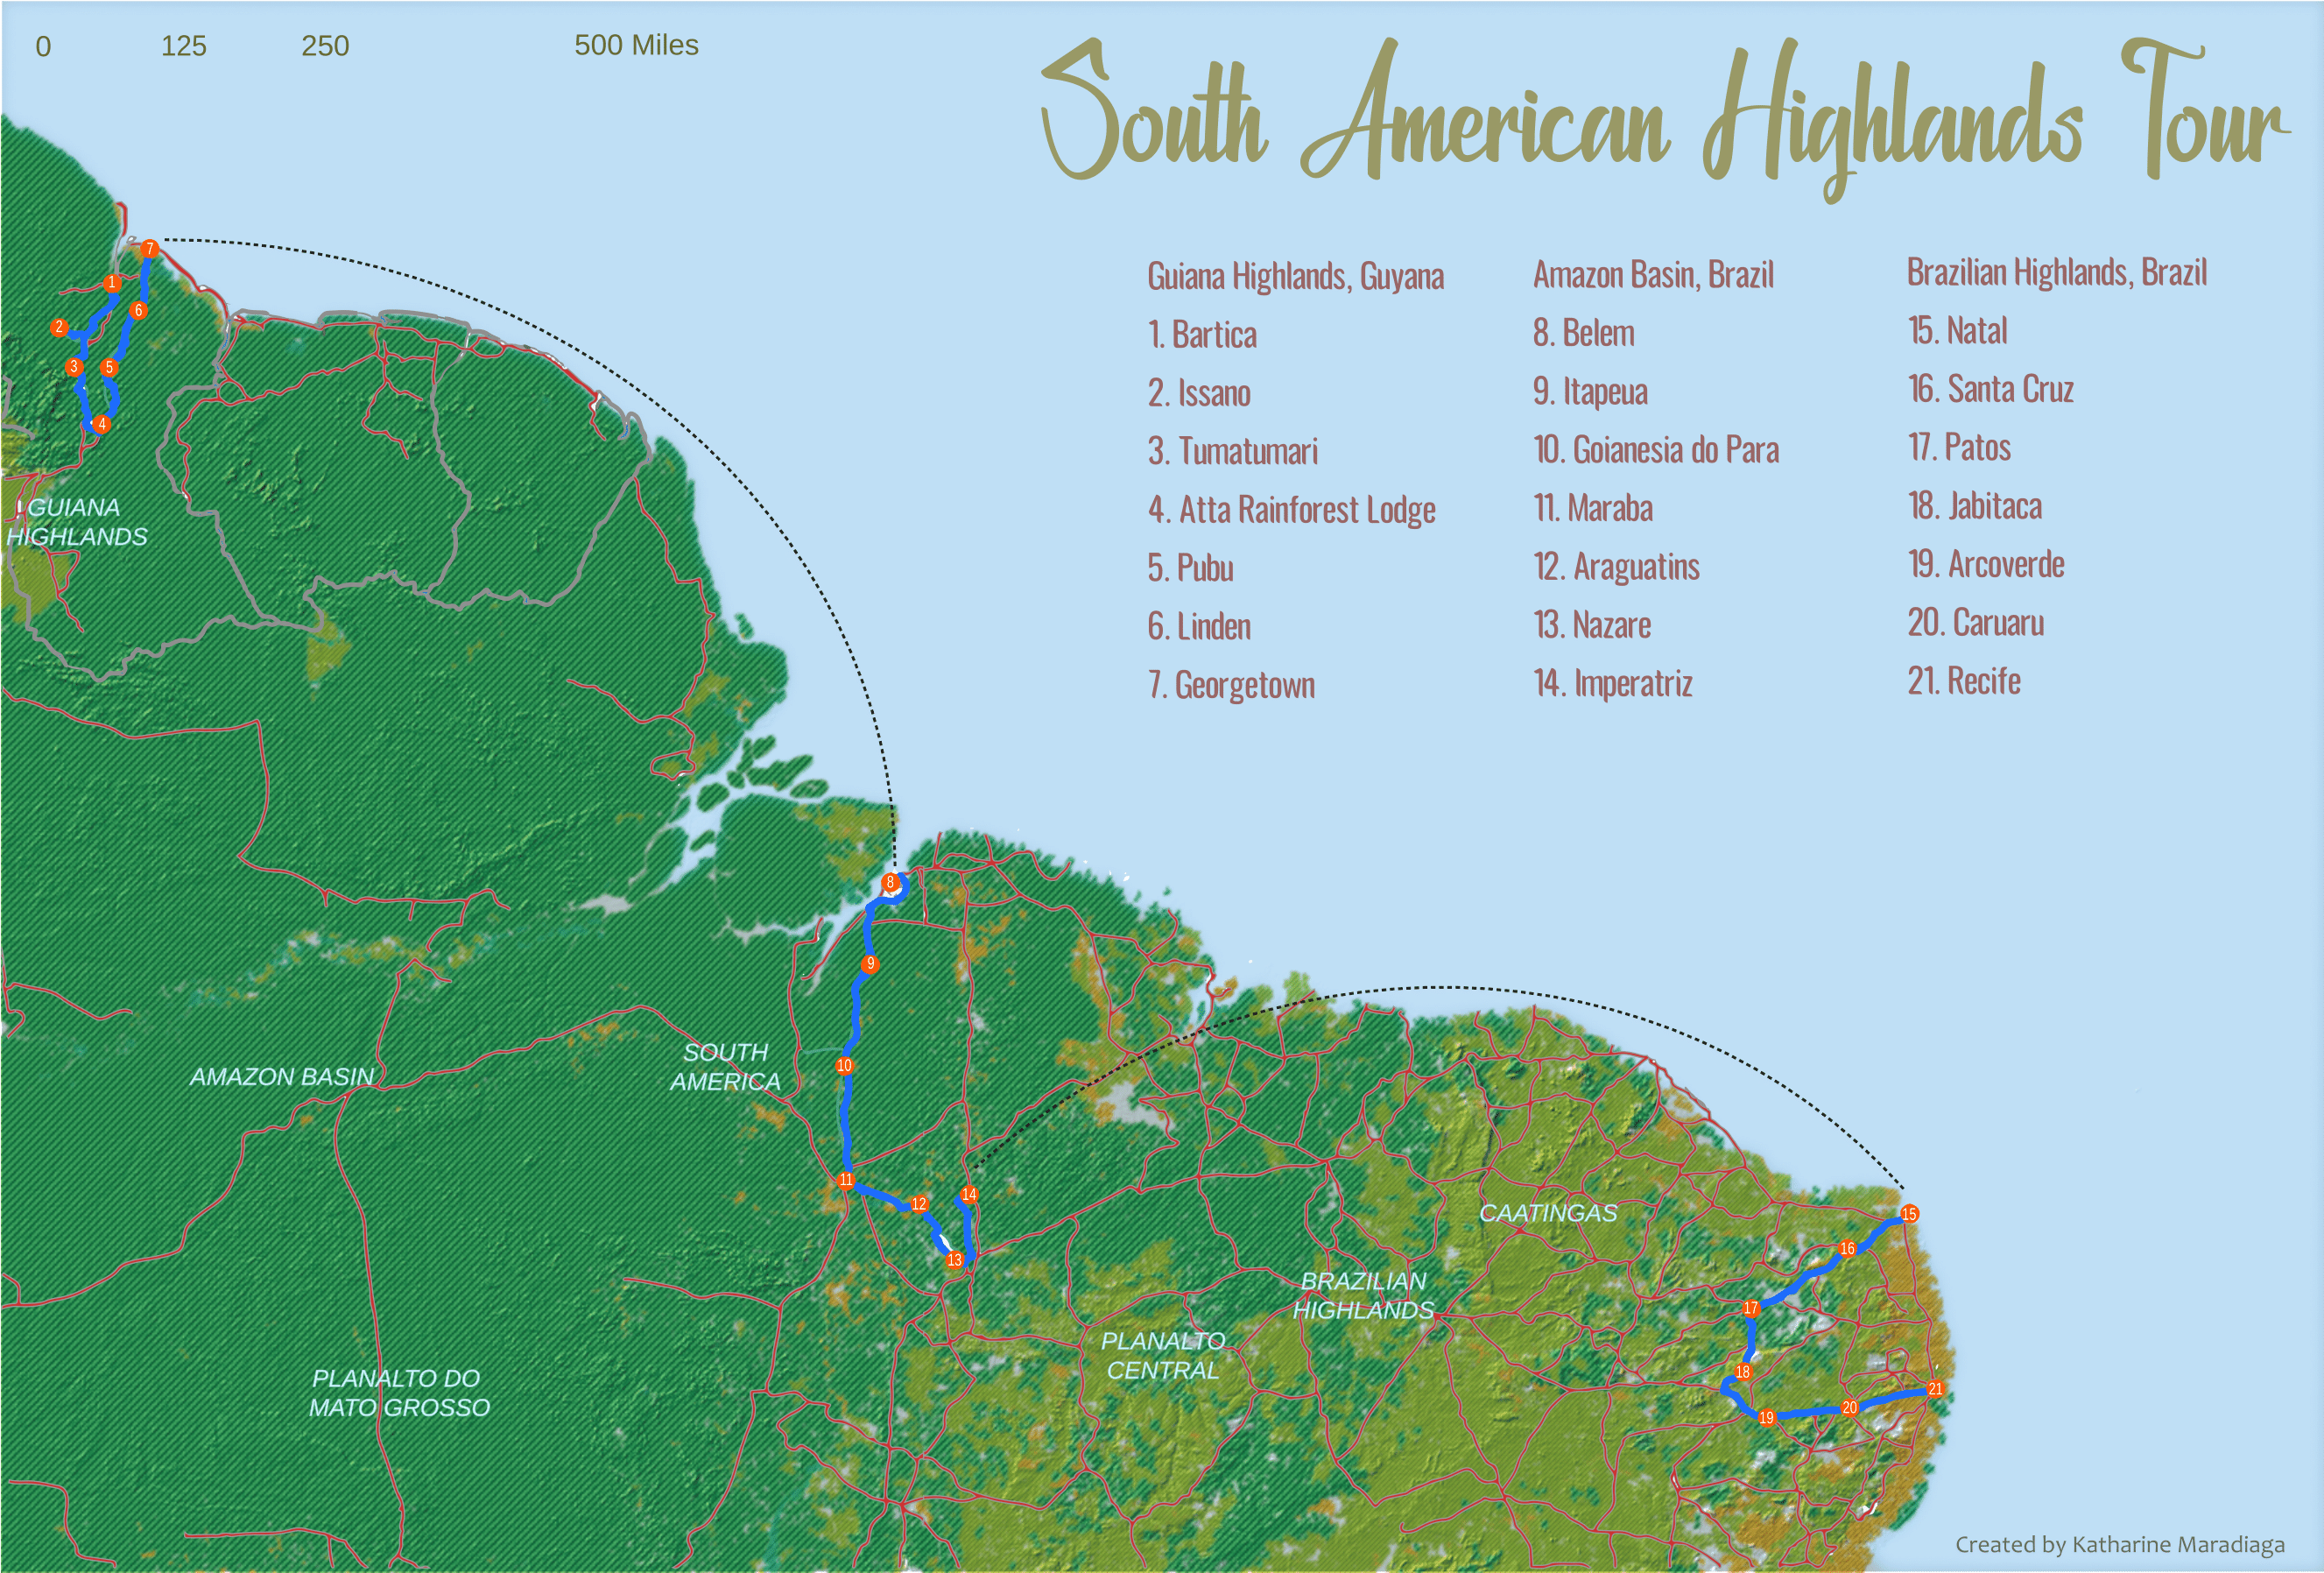 0 125 250 500 Miles
South American Highlands Tour
Guiana Highlands, Guyana
1. Bartica
2. Issano
3. Tumatumari
4. Atta Rainforest Lodge
5. Pubu
6. Linden
7. Georgetown
Amazon Basin, Brazil
8. Belem
9. Itapeua
10. Goianesia do Para
11. Maraba
12. Araguatins
13. Nazare
14. Imperatriz
Brazilian Highlands, Brazil
15. Natal
16. Santa Cruz
17. Patos
18. Jabitaca
19. Arcoverde
20. Caruaru
21. Recife
7
1
6
2
3
5
4
GUIANA
HIGHLANDS
8
9
SOUTH
AMERICA
10
AMAZON BASIN
11
12
14
13
CAATINGAS
15
16
BRAZILIAN
HIGHLANDS
17
PLANALTO
CENTRAL
PLANALTO DO
MATO GROSSO
18
21
20
19
Created by Katharine Maradiaga